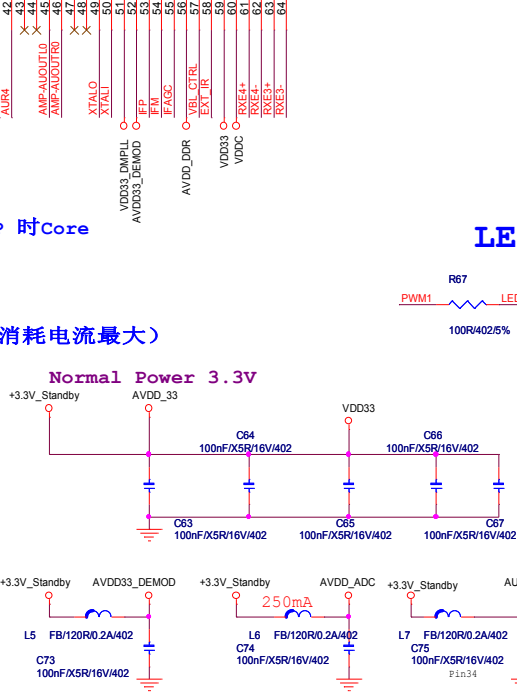 42
43
44
45
46
47
48
49
50
51
52
53
54
55
56
57
58
59
60
61
62
63
64
AUR4
AMP-AUOUTL0
AMP-AUOUTR0
XTALO
XTALI
IFP
IFM
IFAGC
VBL_CTRL
EXT_IR
RXE4+
RXE4-
RXE3+
RXE3-
VDD33_DMPLL
AVDD33_DEMOD
AVDD_DDR
VDD33
VDDC
时Core
LE
R67
PWM1
LED
100R/402/5%
消耗电流最大）
Normal Power 3.3V
+3.3V_Standby
AVDD_33
VDD33
C64
100nF/X5R/16V/402
C66
100nF/X5R/16V/402
C63
100nF/X5R/16V/402
C65
100nF/X5R/16V/402
C67
100nF/X5R/16V/402
+3.3V_Standby
AVDD33_DEMOD
+3.3V_Standby
AVDD_ADC
+3.3V_Standby
AU
250mA
L5 FB/120R/0.2A/402
L6 FB/120R/0.2A/402
L7 FB/120R/0.2A/402
C73
100nF/X5R/16V/402
C74
100nF/X5R/16V/402
C75
100nF/X5R/16V/402
Pin34